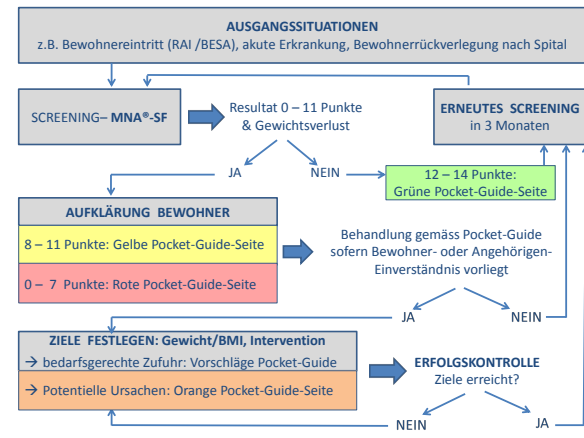 AUSGANGSSITUATIONEN
z.B. Bewohnereintritt (RAI /BESA), akute Erkrankung, Bewohnerrückverlegung nach Spital
SCREENING– MNA®-SF
Resultat 0 – 11 Punkte
& Gewichtsverlust
ERNEUTES SCREENING
in 3 Monaten
JA
NEIN
12 – 14 Punkte:
Grüne Pocket-Guide-Seite
AUFKLÄRUNG BEWOHNER
8 – 11 Punkte: Gelbe Pocket-Guide-Seite
0 – 7 Punkte: Rote Pocket-Guide-Seite
Behandlung gemäss Pocket-Guide
sofern Bewohner- oder Angehörigen-
Einverständnis vorliegt
JA
NEIN
ZIELE FESTLEGEN: Gewicht/BMI, Intervention
→ bedarfsgerechte Zufuhr: Vorschläge Pocket-Guide
→ Potentielle Ursachen: Orange Pocket-Guide-Seite
ERFOLGSKONTROLLE
Ziele erreicht?
NEIN
JA